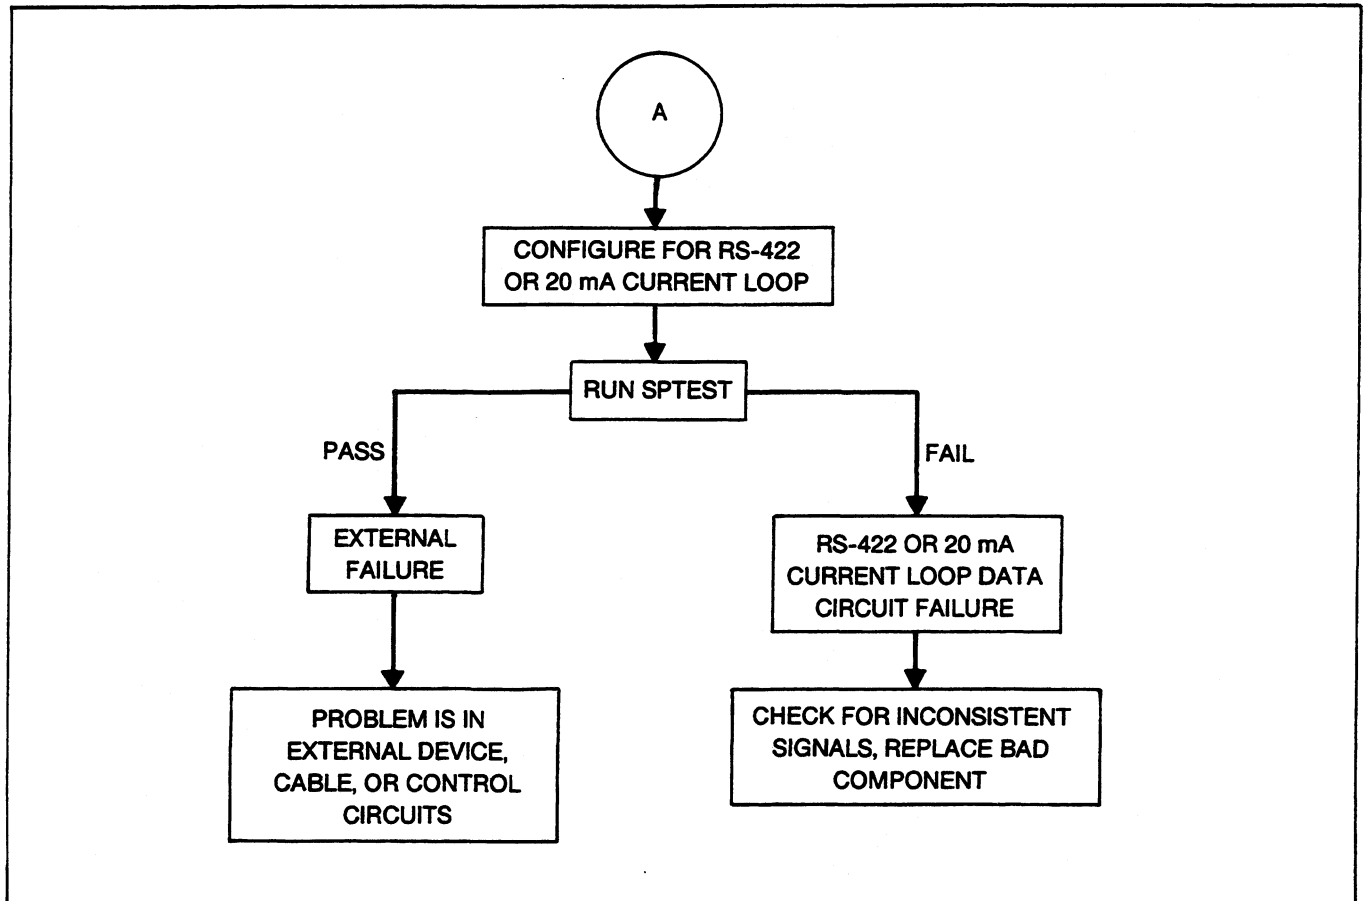 A
CONFIGURE FOR RS-422
OR 20 mA CURRENT LOOP
RUN SPTEST
PASS
FAIL
EXTERNAL
FAILURE
RS-422 OR 20 mA
CURRENT LOOP DATA
CIRCUIT FAILURE
PROBLEM IS IN
EXTERNAL DEVICE,
CABLE, OR CONTROL
CIRCUITS
CHECK FOR INCONSISTENT
SIGNALS, REPLACE BAD
COMPONENT